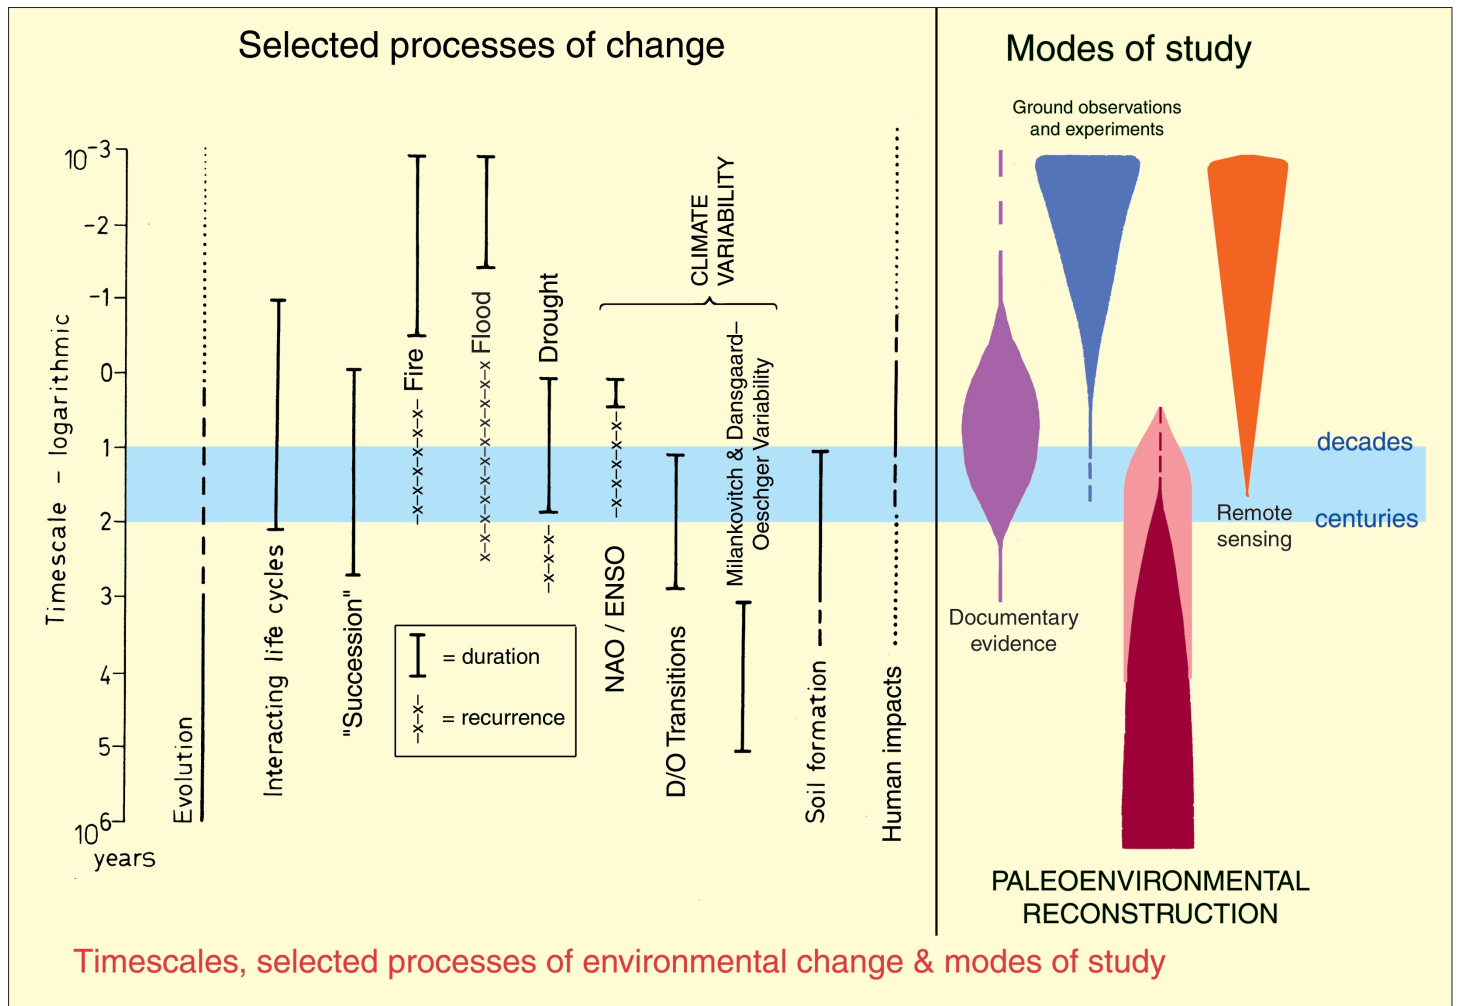 Selected processes of change
Modes of study
Ground observations
and experiments
10-3
-2
-1
0
1
2
3
4
5
106
years
Timescale - logarithmic
Evolution
Interacting life cycles
"Succession"
-x-x-x-x-x-x- Fire
x-x-x-x-x-x-x-x-x-x-x Flood
Drought
-x-x-x-
CLIMATE
VARIABILITY
NAO / ENSO
-x-x-x-x-x-
D/O Transitions
Milankovitch & Dansgaard–
Oeschger Variability
Soil formation
Human impacts
= duration
-x-x- = recurrence
decades
centuries
Remote
sensing
Documentary
evidence
PALEOENVIRONMENTAL
RECONSTRUCTION
Timescales, selected processes of environmental change & modes of study